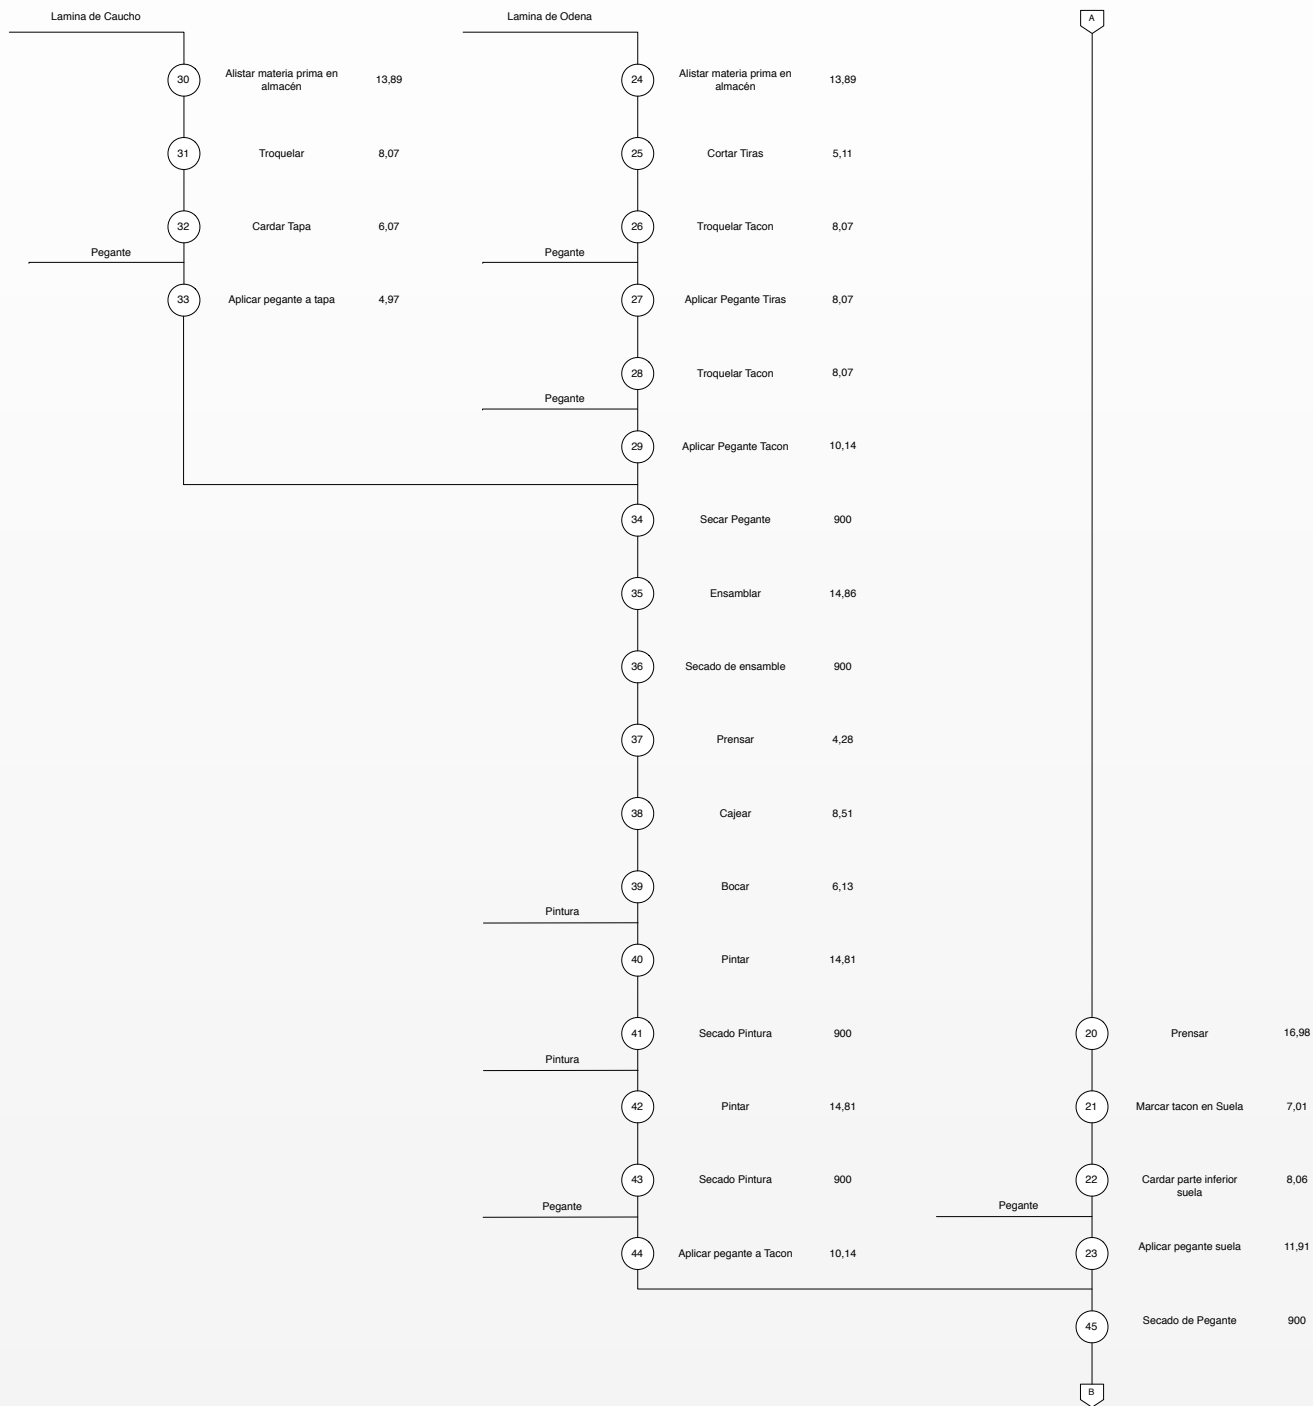 Lamina de Caucho
30 Alistar materia prima en
almacén 13,89
31 Troquelar 8,07
32 Cardar Tapa 6,07
Pegante
33 Aplicar pegante a tapa 4,97
Lamina de Odena
24 Alistar materia prima en
almacén 13,89
25 Cortar Tiras 5,11
26 Troquelar Tacon 8,07
Pegante
27 Aplicar Pegante Tiras 8,07
28 Troquelar Tacon 8,07
Pegante
29 Aplicar Pegante Tacon 10,14
34 Secar Pegante 900
35 Ensamblar 14,86
36 Secado de ensamble 900
37 Prensar 4,28
38 Cajear 8,51
39 Bocar 6,13
Pintura
40 Pintar 14,81
41 Secado Pintura 900
Pintura
42 Pintar 14,81
43 Secado Pintura 900
Pegante
44 Aplicar pegante a Tacon 10,14
A
20 Prensar 16,98
21 Marcar tacon en Suela 7,01
22 Cardar parte inferior
suela 8,06
Pegante
23 Aplicar pegante suela 11,91
45 Secado de Pegante 900
B